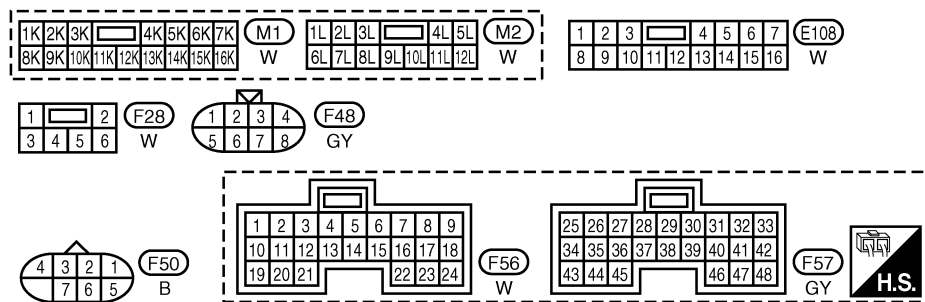 1K 2K 3K 4K 5K 6K 7K M1
8K 9K 10K 11K 12K 13K 14K 15K 16K W
1L 2L 3L 4L 5L M2
6L 7L 8L 9L 10L 11L 12L W
1 2 3 4 5 6 7 E108
8 9 10 11 12 13 14 15 16 W
1 2 F28
3 4 5 6 W
1 2 3 4 F48
5 6 7 8 GY
4 3 2 1 F50
7 6 5 B
1 2 3 4 5 6 7 8 9
10 11 12 13 14 15 16 17 18
19 20 21 22 23 24 F56
W
25 26 27 28 29 30 31 32 33
34 35 36 37 38 39 40 41 42
43 44 45 46 47 48 F57
GY
H.S.